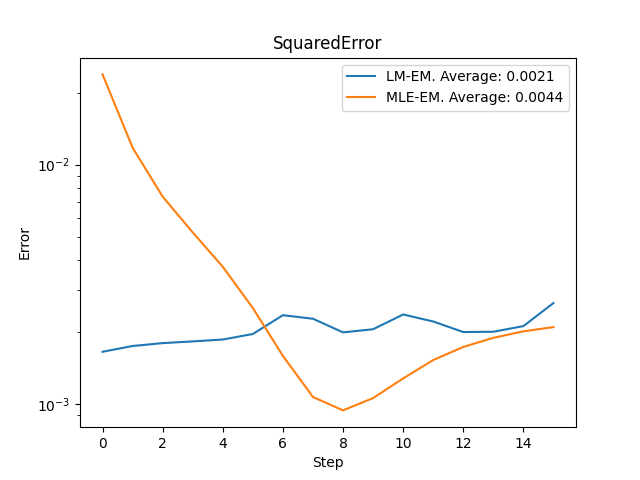 SquaredError
LM-EM. Average: 0.0021
MLE-EM. Average: 0.0044
10⁻²
10⁻³
Error
0 2 4 6 8 10 12 14
Step